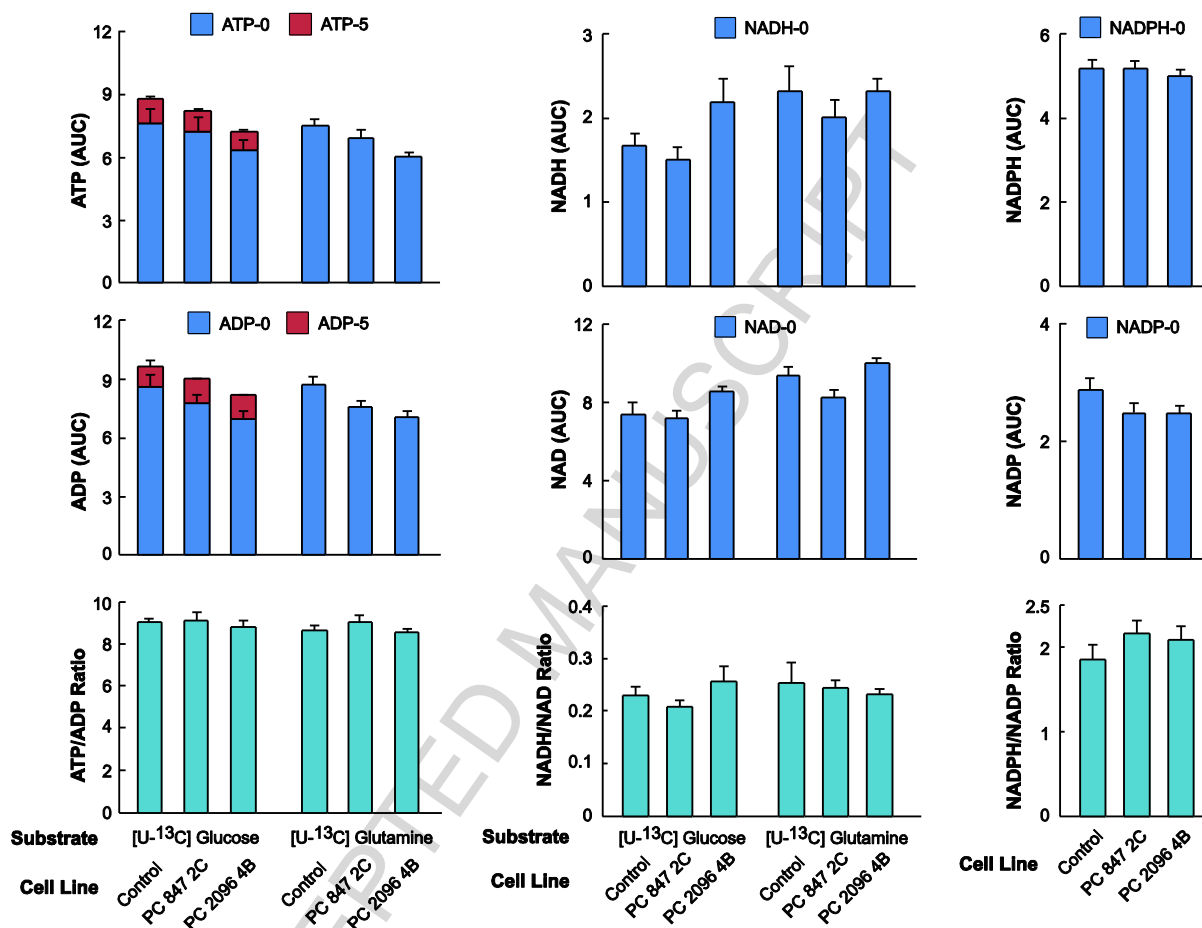 ATP-0 ATP-5
ATP (AUC)
12
9
6
3
0
NADH-0
NADH (AUC)
3
2
1
0
NADPH-0
NADPH (AUC)
6
4
2
0
ADP-0 ADP-5
ADP (AUC)
12
9
6
3
0
NAD-0
NAD (AUC)
12
8
4
0
NADP-0
NADP (AUC)
4
2
0
ATP/ADP Ratio
10
8
6
4
2
0
NADH/NAD Ratio
0.4
0.3
0.2
0.1
0
NADPH/NADP Ratio
2.5
2
1
0
Substrate [U-13C] Glucose [U-13C] Glutamine
Cell Line Control PC 847 2C PC 2096 4B Control PC 847 2C PC 2096 4B
Substrate [U-13C] Glucose [U-13C] Glutamine
Cell Line Control PC 847 2C PC 2096 4B Control PC 847 2C PC 2096 4B
Cell Line Control PC 847 2C PC 2096 4B
EPTED MANUSCRIPT